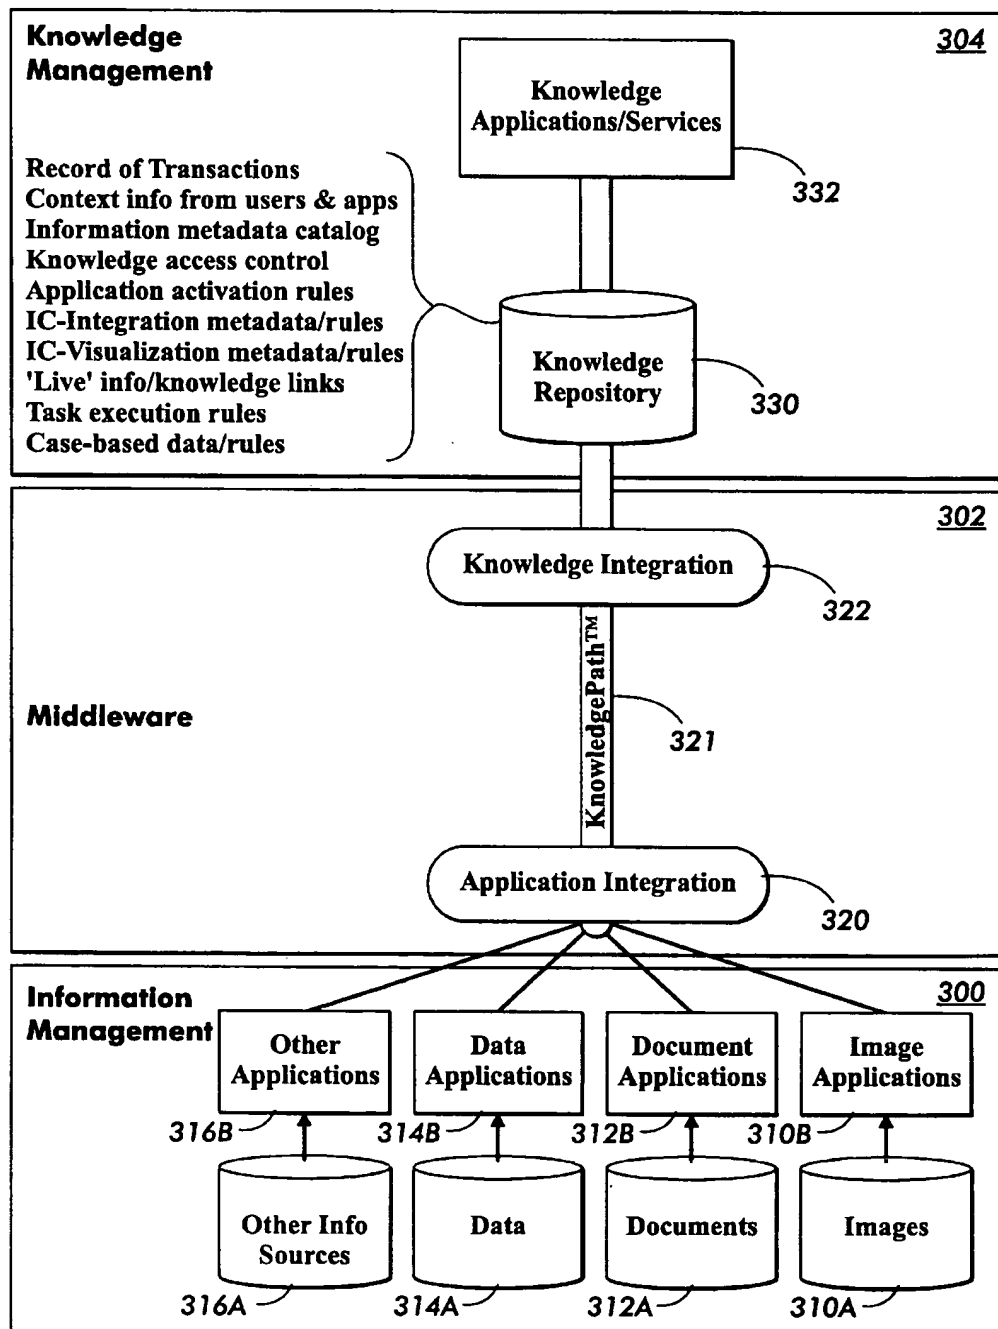 Knowledge
Management
304
Knowledge
Applications/Services
332
Record of Transactions
Context info from users & apps
Information metadata catalog
Knowledge access control
Application activation rules
IC-Integration metadata/rules
IC-Visualization metadata/rules
'Live' info/knowledge links
Task execution rules
Case-based data/rules
Knowledge
Repository
330
302
Knowledge Integration
322
Middleware
KnowledgePath™
321
Application Integration
320
Information
Management
300
Other
Applications
Data
Applications
Document
Applications
Image
Applications
316B
314B
312B
310B
Other Info
Sources
Data
Documents
Images
316A
314A
312A
310A